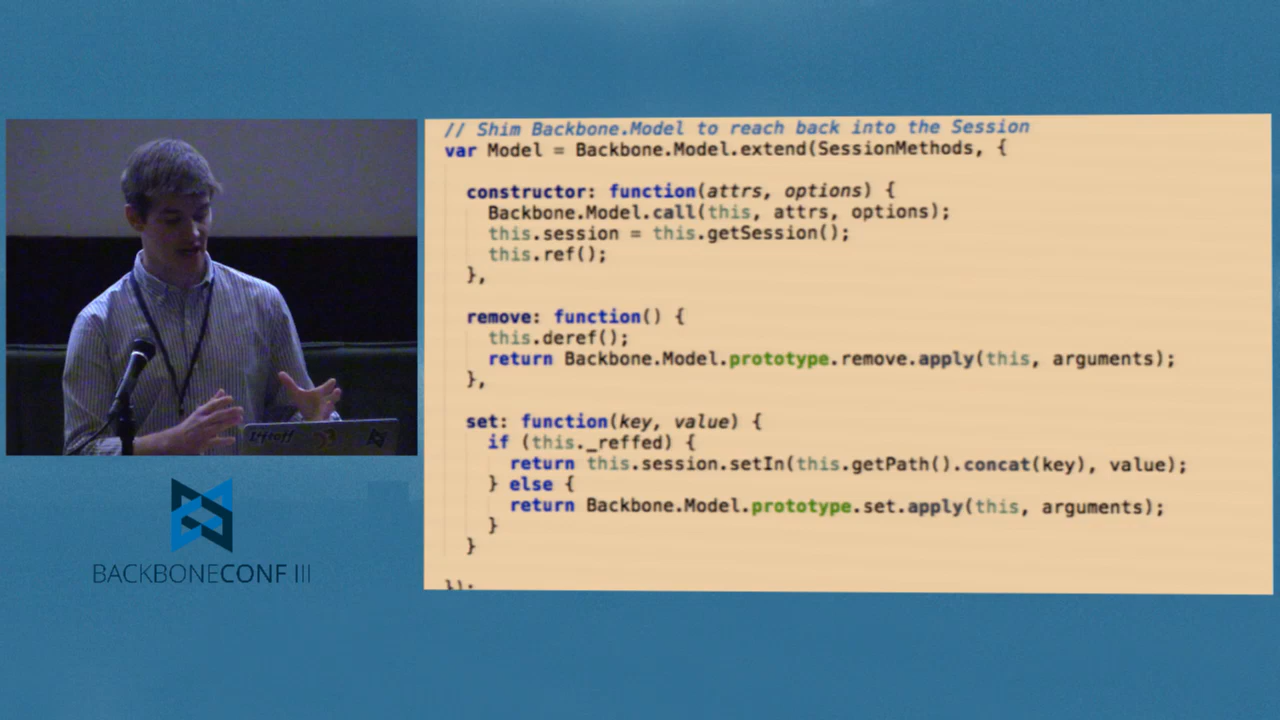 // Shim Backbone.Model to reach back into the Session
var Model = Backbone.Model.extend(SessionMethods, {
constructor: function(attrs, options) {
Backbone.Model.call(this, attrs, options);
this.session = this.getSession();
this.ref();
},
remove: function() {
this.deref();
return Backbone.Model.prototype.remove.apply(this, arguments);
},
set: function(key, value) {
if (this._reffed) {
return this.session.setIn(this.getPath().concat(key), value);
} else {
return Backbone.Model.prototype.set.apply(this, arguments);
}
}
});
BACKBONECONF III